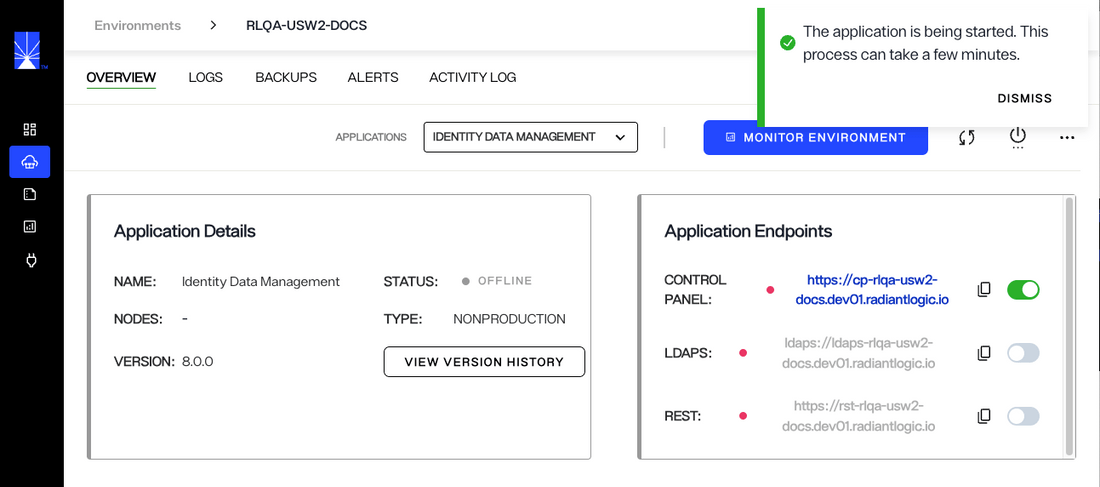 Environments > RLQA-USW2-DOCS
The application is being started. This
process can take a few minutes.
DISMISS
OVERVIEW LOGS BACKUPS ALERTS ACTIVITY LOG
APPLICATIONS IDENTITY DATA MANAGEMENT MONITOR ENVIRONMENT
Application Details
NAME: Identity Data Management STATUS: OFFLINE
NODES: - TYPE: NONPRODUCTION
VERSION: 8.0.0 VIEW VERSION HISTORY
Application Endpoints
CONTROL
PANEL:
https://cp-rlqa-usw2-
docs.dev01.radiantlogic.io
LDAPS:
ldaps://ldaps-rlqa-usw2-
docs.dev01.radiantlogic.io
REST:
https://rst-rlqa-usw2-
docs.dev01.radiantlogic.io